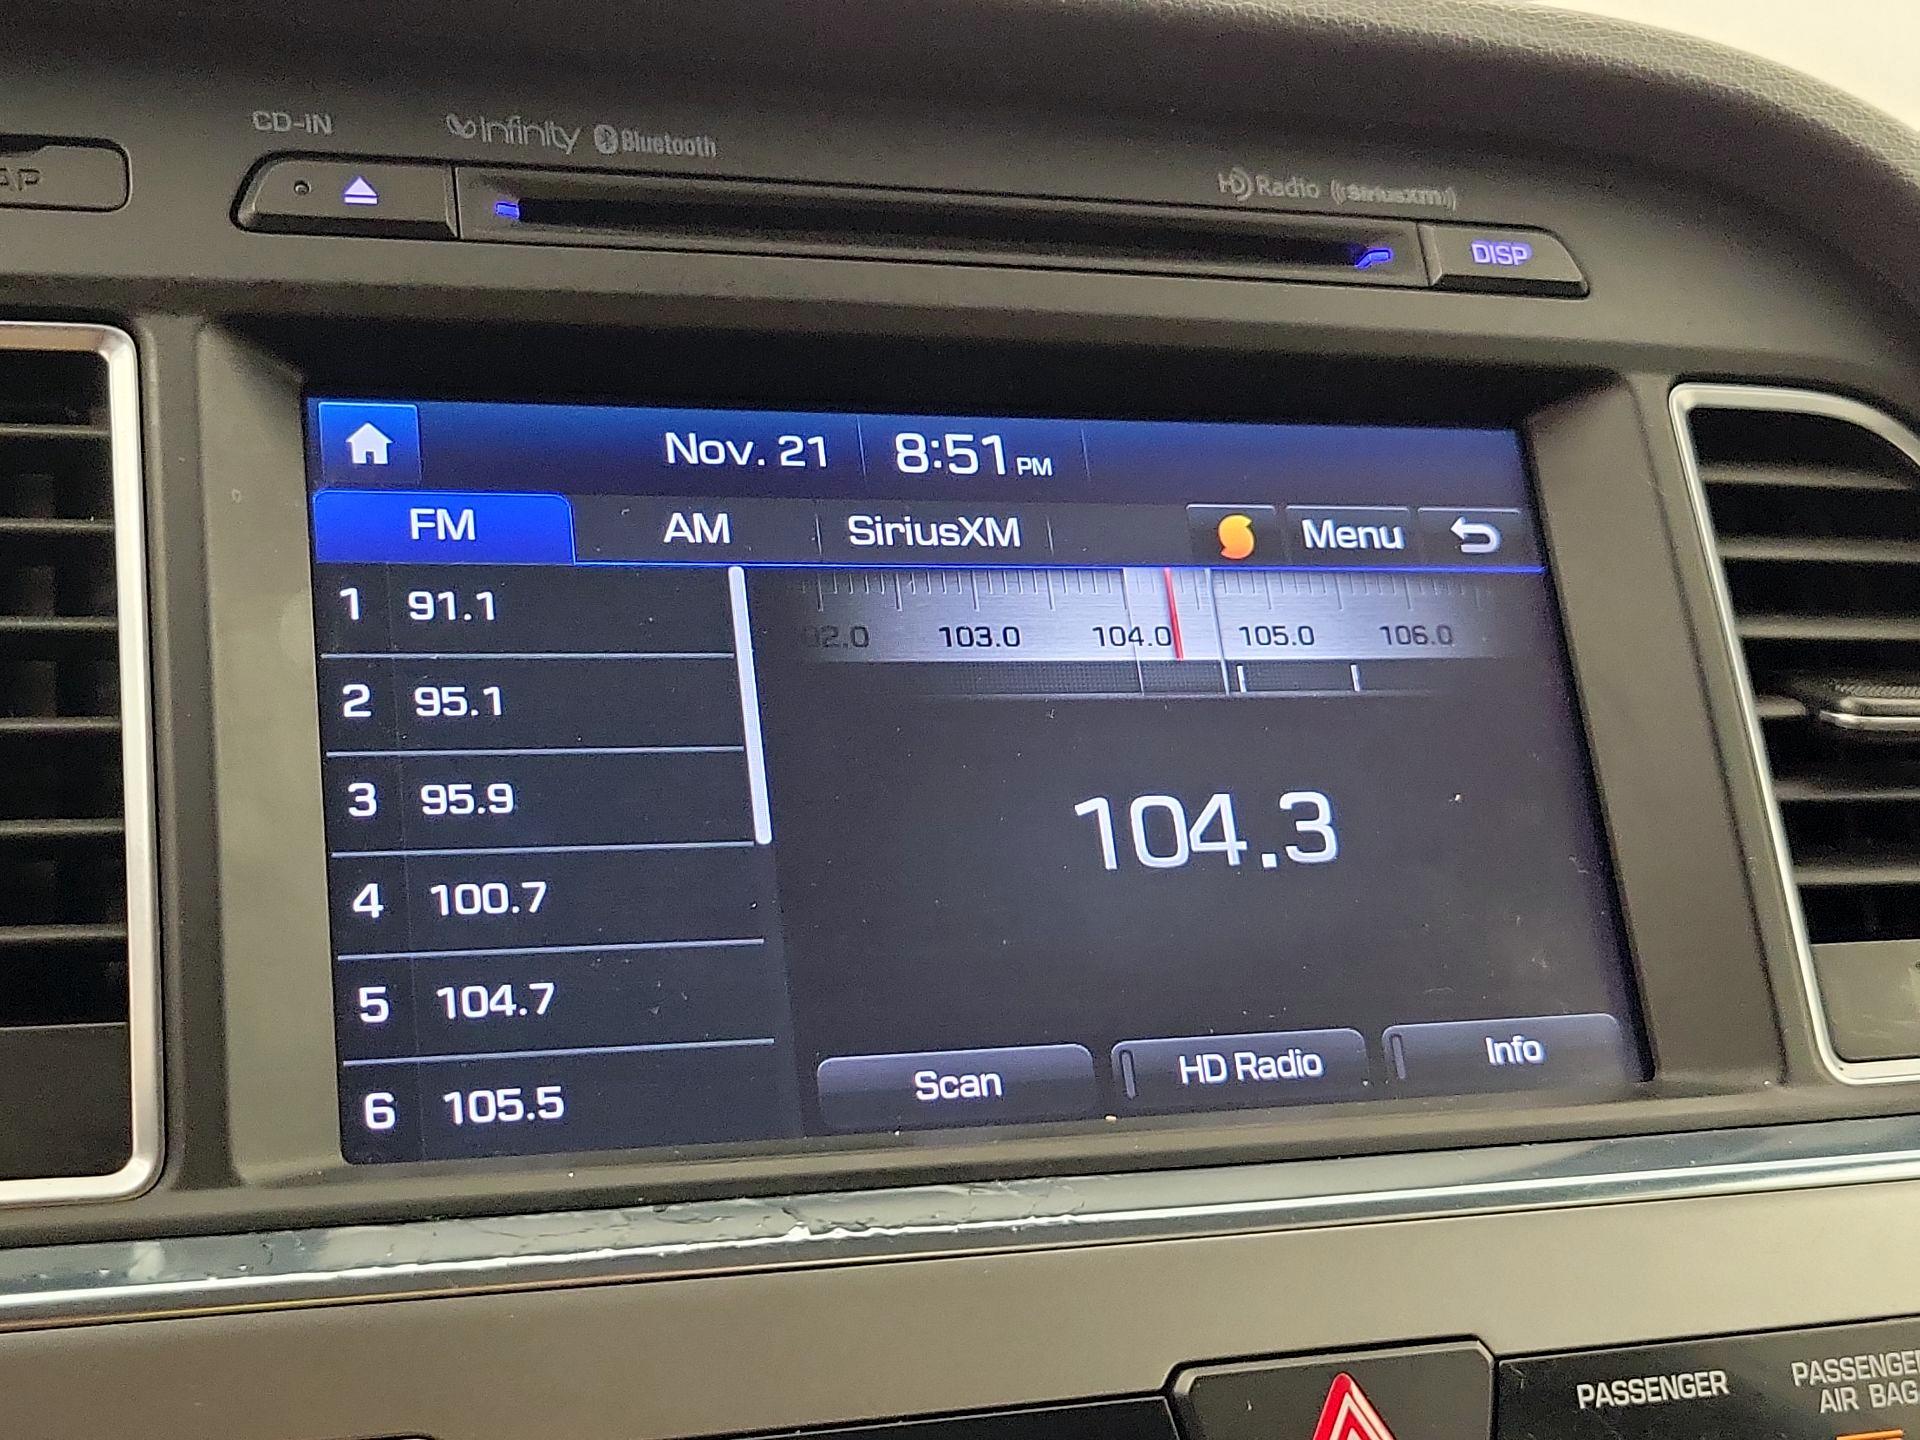 CD-IN
infinity Bluetooth
HD Radio ((SiriusXM))
AP
DISP
Nov. 21 8:51 PM
FM AM SiriusXM Menu
1 91.1
2 95.1
3 95.9
4 100.7
5 104.7
6 105.5
103.0 104.0 105.0 106.0
104.3
Scan HD Radio Info
PASSENGER
PASSENGE
AIR BAG